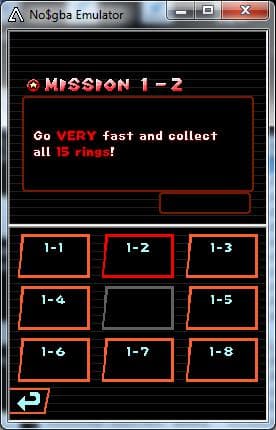 No$gba Emulator
MISSION 1-2
Go VERY fast and collect
all 15 rings!
1-1 1-2 1-3
1-4 1-5
1-6 1-7 1-8